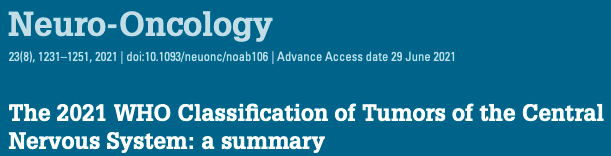 Neuro-Oncology
23(8), 1231–1251, 2021 | doi:10.1093/neuonc/noab106 | Advance Access date 29 June 2021
The 2021 WHO Classification of Tumors of the Central
Nervous System: a summary